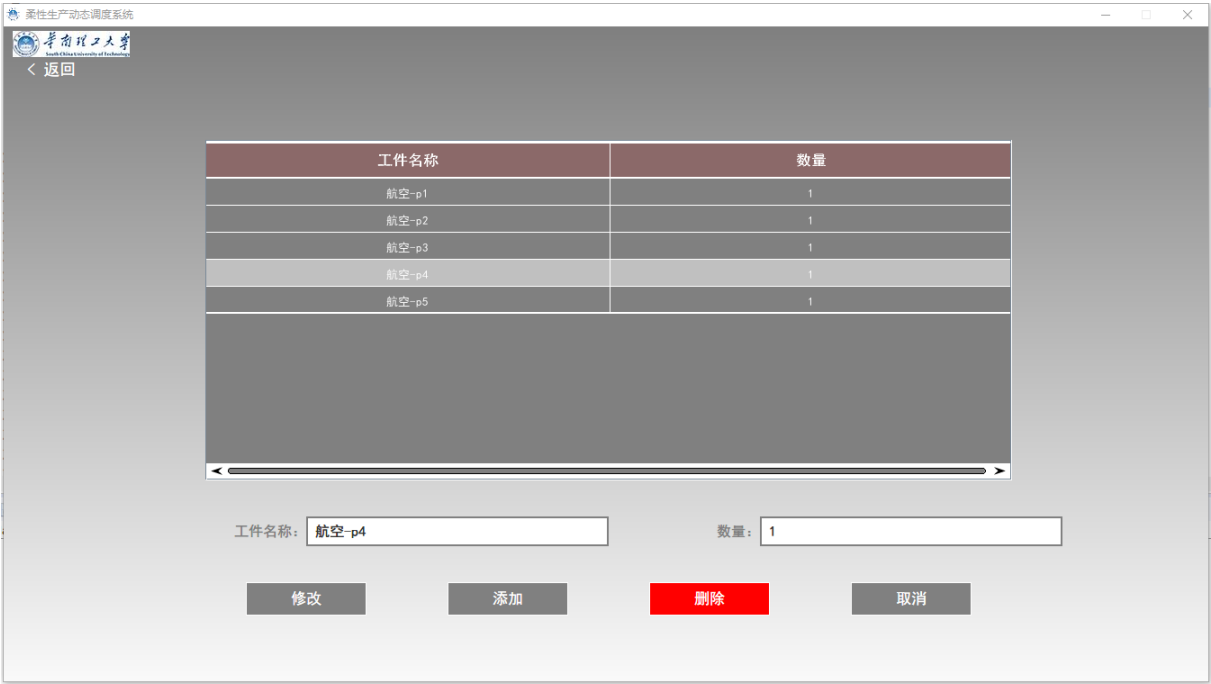 柔性生产动态调度系统
华南理工大学
South China University of Technology
< 返回
工件名称 数量
航空-p1 1
航空-p2 1
航空-p3 1
航空-p4 1
航空-p5 1
工件名称: 航空-p4 数量: 1
修改 添加 删除 取消